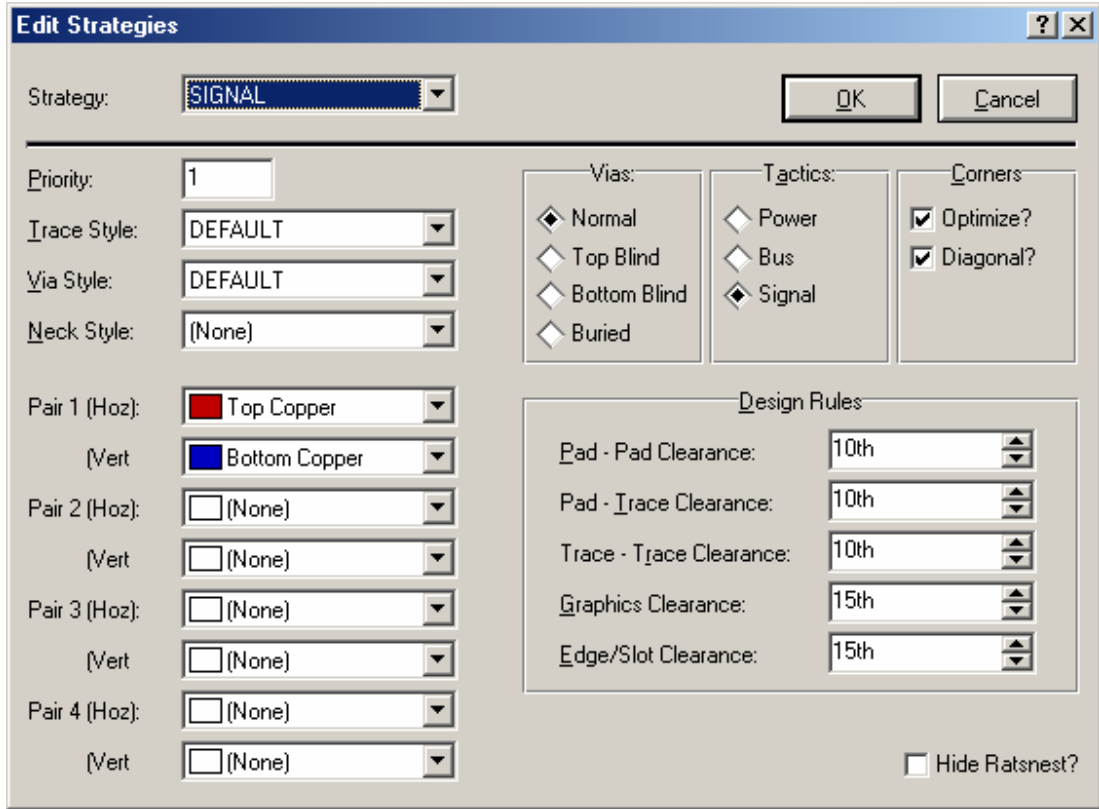 Edit Strategies
Strategy: SIGNAL OK Cancel
Priority: 1
Trace Style: DEFAULT
Via Style: DEFAULT
Neck Style: (None)
Vias:
Normal
Top Blind
Bottom Blind
Buried
Tactics:
Power
Bus
Signal
Corners
Optimize?
Diagonal?
Pair 1 (Hoz): Top Copper
(Vert Bottom Copper
Pair 2 (Hoz): (None)
(Vert (None)
Pair 3 (Hoz): (None)
(Vert (None)
Pair 4 (Hoz): (None)
(Vert (None)
Design Rules
Pad - Pad Clearance: 10th
Pad - Trace Clearance: 10th
Trace - Trace Clearance: 10th
Graphics Clearance: 15th
Edge/Slot Clearance: 15th
Hide Ratsnest?